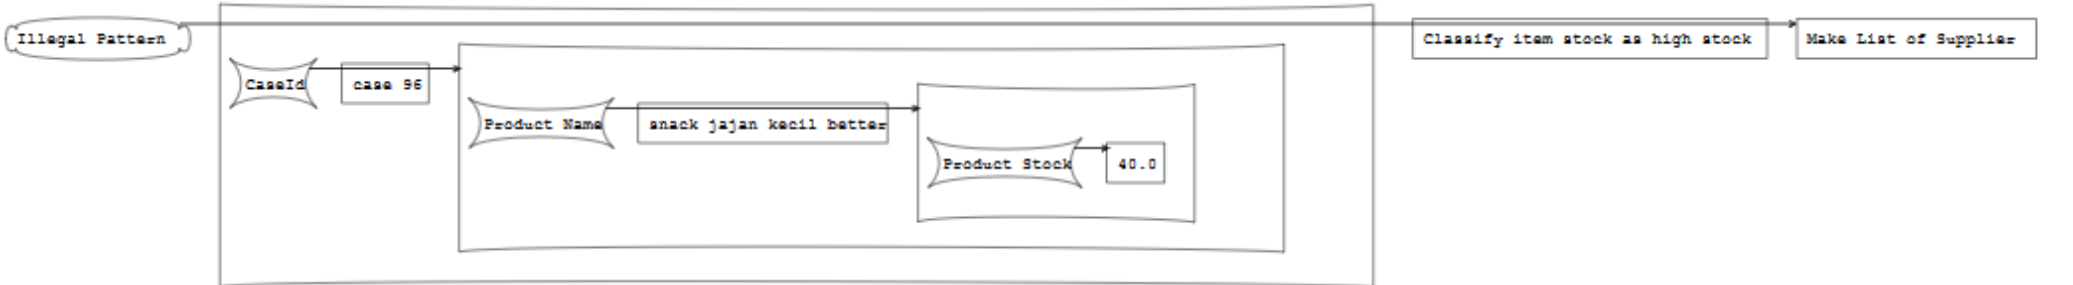 Illegal Pattern
CaseId
case 96
Product Name
snack jajan kecil better
Product Stock
40.0
Classify item stock as high stock
Make List of Supplier